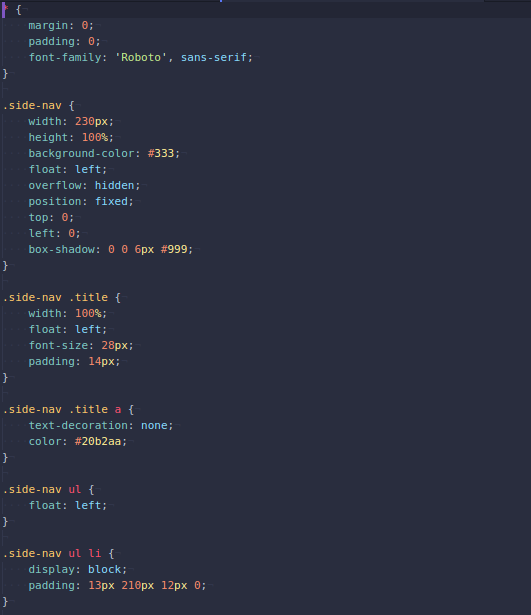 * {
    margin: 0;
    padding: 0;
    font-family: 'Roboto', sans-serif;
}

.side-nav {
    width: 230px;
    height: 100%;
    background-color: #333;
    float: left;
    overflow: hidden;
    position: fixed;
    top: 0;
    left: 0;
    box-shadow: 0 0 6px #999;
}

.side-nav .title {
    width: 100%;
    float: left;
    font-size: 28px;
    padding: 14px;
}

.side-nav .title a {
    text-decoration: none;
    color: #20b2aa;
}

.side-nav ul {
    float: left;
}

.side-nav ul li {
    display: block;
    padding: 13px 210px 12px 0;
}